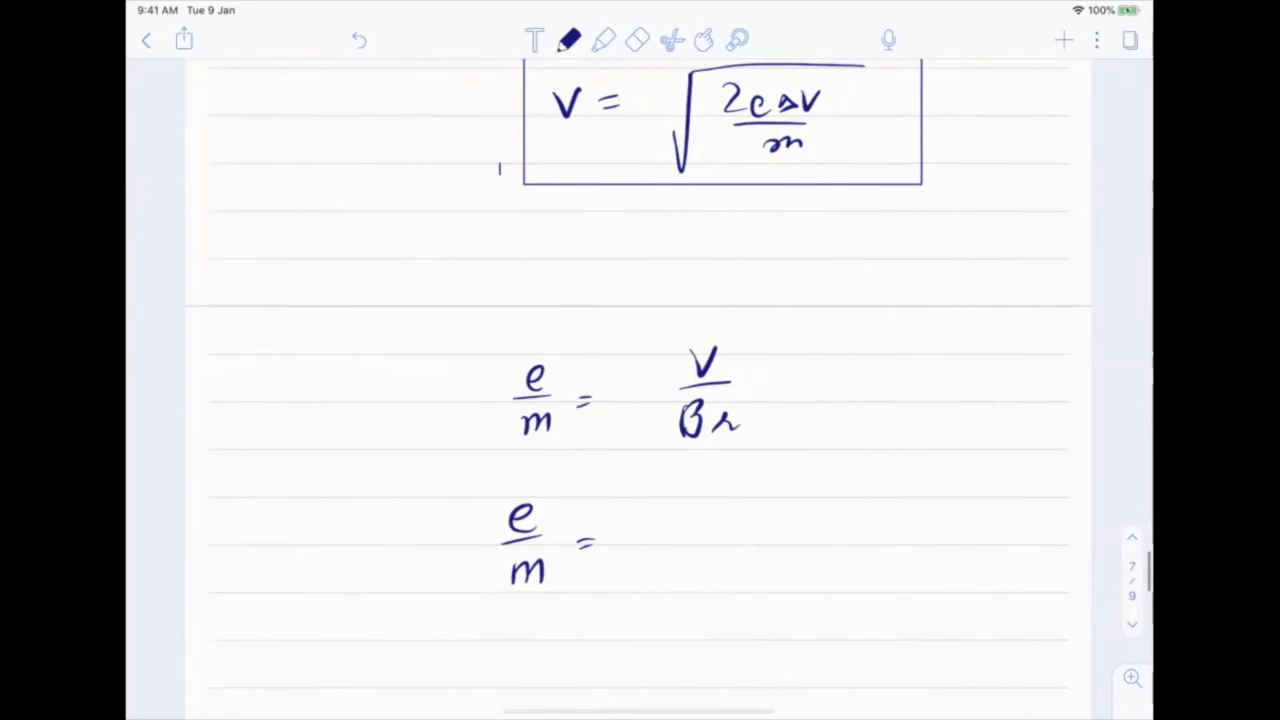 9:41 AM Tue 9 Jan 100%
T
v = √(2eΔV / m)
e/m = v/Br
e/m =
7
/
9